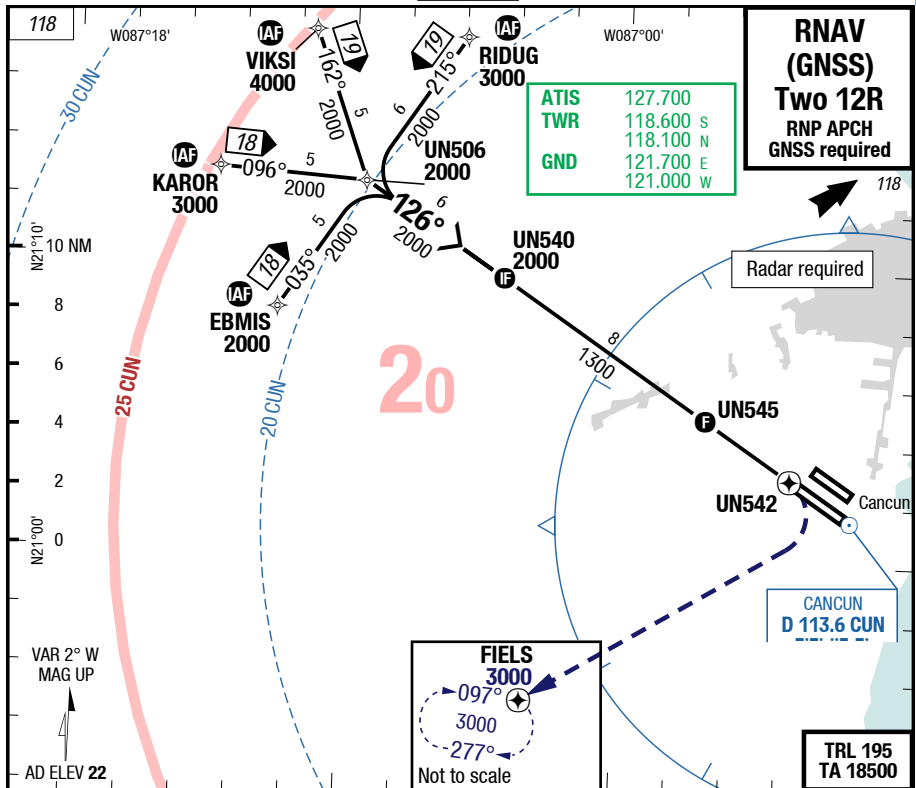 118
W087°18'
W087°00'
RNAV
(GNSS)
Two 12R
RNP APCH
GNSS required
118
IAF
VIKSI
4000
19
162°
5
2000
IAF
RIDUG
3000
19
215°
6
2000
30 CUN
ATIS 127.700
TWR 118.600 S
118.100 N
GND 121.700 E
121.000 W
IAF
KAROR
3000
18
096°
5
2000
UN506
2000
6
126°
2000
IAF
EBMIS
2000
18
035°
5
2000
UN540
2000
IF
Radar required
N21°10'
10 NM
8
6
4
2
0
N21°00'
25 CUN
20 CUN
20
8
1300
F
UN545
UN542
Cancun
CANCUN
D 113.6 CUN
FIELS
3000
097°
3000
277°
Not to scale
VAR 2° W
MAG UP
AD ELEV 22
TRL 195
TA 18500